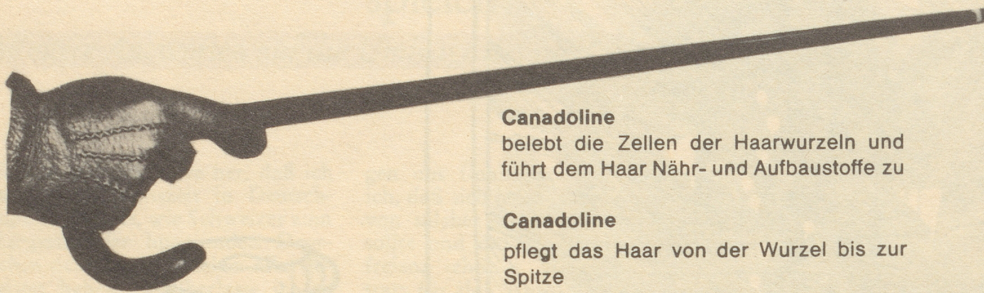 Canadoline
belebt die Zellen der Haarwurzeln und
führt dem Haar Nähr- und Aufbaustoffe zu
Canadoline
pflegt das Haar von der Wurzel bis zur
Spitze